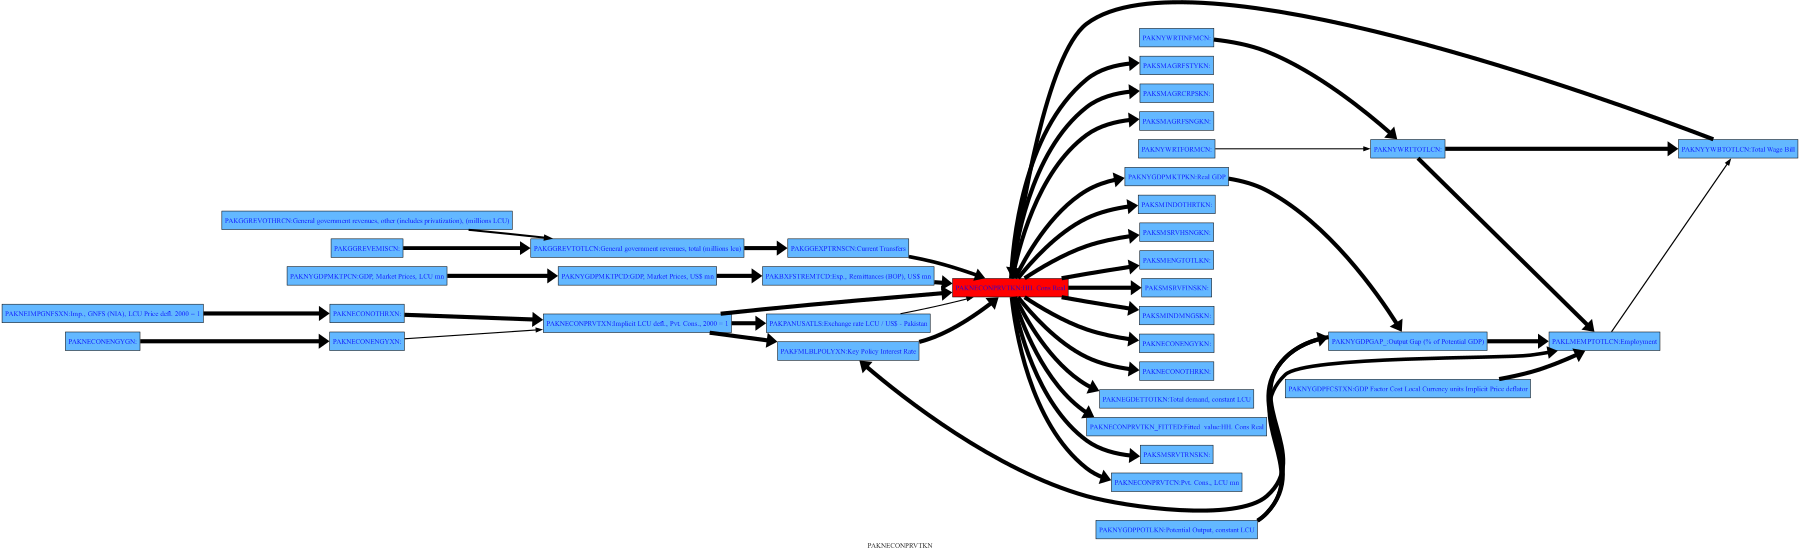 PAKNYWRTINFMCN:
PAKSMAGRFSTYKN:
PAKSMAGRCRPSKN:
PAKSMAGRFSNGKN:
PAKNYWRTFORMCN:
PAKNYWRTTOTLCN:
PAKNYYWBTOTLCN:Total Wage Bill
PAKNYGDPMKTPKN:Real GDP
PAKSMINDOTHRTKN:
PAKGGREVOTHRCN:General government revenues, other (includes privatization), (millions LCU)
PAKSMSRVHSNGKN:
PAKGGREVEMISCN:
PAKGGREVTOTLCN:General government revenues, total (millions lcu)
PAKGGEXPTRNSCN:Current Transfers
PAKSMENGTOTLKN:
PAKNYGDPMKTPCN:GDP, Market Prices, LCU mn
PAKNYGDPMKTPCD:GDP, Market Prices, US$ mn
PAKBXFSTREMTCD:Exp., Remittances (BOP), US$ mn
PAKNECONPRVTKN:HH. Cons Real
PAKSMSRVFINSKN:
PAKNEIMPGNFSXN:Imp., GNFS (NIA), LCU Price defl. 2000 = 1
PAKNECONOTHRXN:
PAKSMINDMNGSKN:
PAKNECONPRVTXN:Implicit LCU defl., Pvt. Cons., 2000 = 1
PAKPANUSATLS:Exchange rate LCU / US$ - Pakistan
PAKNECONENGYGN:
PAKNECONENGYXN:
PAKFMLBLPOLYXN:Key Policy Interest Rate
PAKNECONENGYKN:
PAKNYGDPGAP_:Output Gap (% of Potential GDP)
PAKLMEMPTOTLCN:Employment
PAKNECONOTHRKN:
PAKNYGDPFCSTXN:GDP Factor Cost Local Currency units Implicit Price deflator
PAKNEGDETTOTKN:Total demand, constant LCU
PAKNECONPRVTKN_FITTED:Fitted value:HH. Cons Real
PAKSMSRVTRNSKN:
PAKNECONPRVTCN:Pvt. Cons., LCU mn
PAKNYGDPPOTLKN:Potential Output, constant LCU
PAKNECONPRVTKN